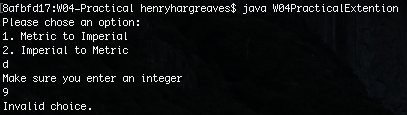 [8afbfd17:W04-Practical henryhargreaves$ java W04PracticalExtention
Please chose an option:
1. Metric to Imperial
2. Imperial to Metric
d
Make sure you enter an integer
9
Invalid choice.